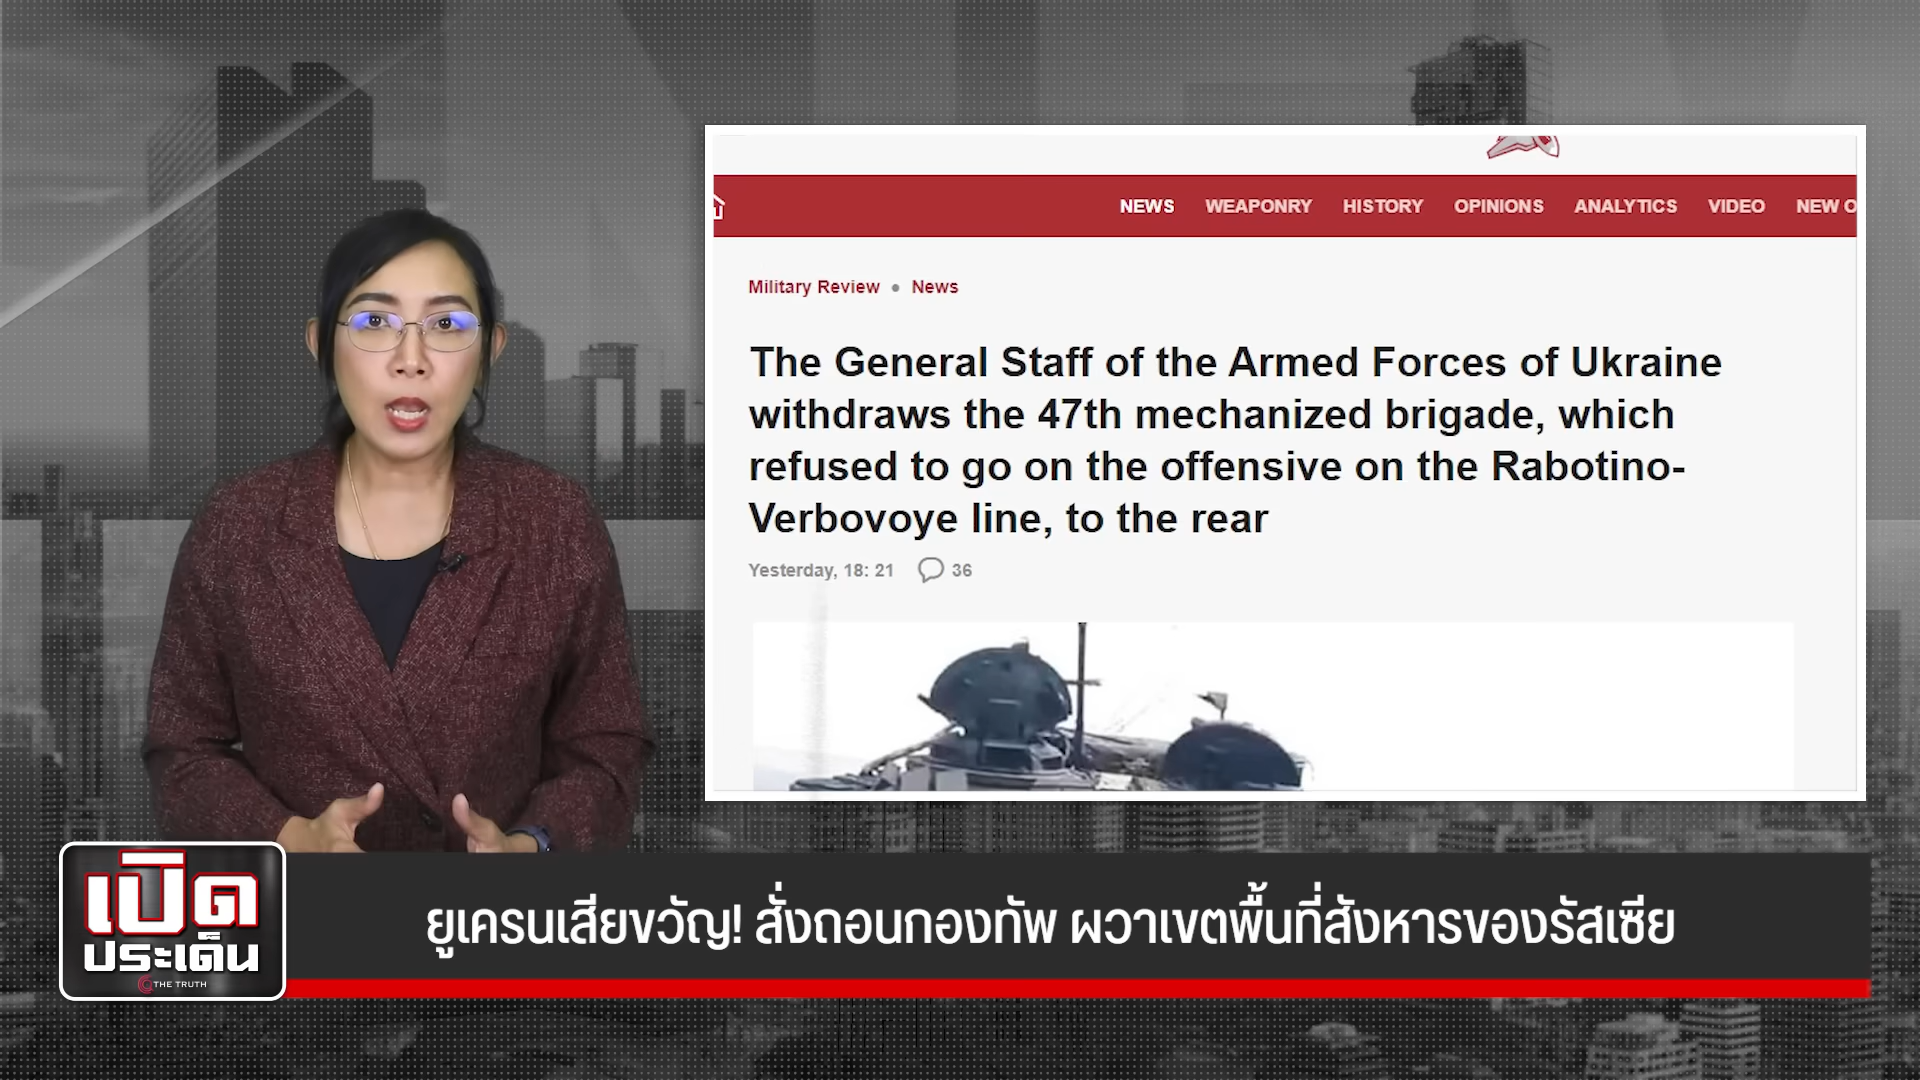 NEWS WEAPONRY HISTORY OPINIONS ANALYTICS VIDEO NEW O
Military Review • News
The General Staff of the Armed Forces of Ukraine
withdraws the 47th mechanized brigade, which
refused to go on the offensive on the Rabotino-
Verbovoye line, to the rear
Yesterday, 18: 21 36
เปิด
ประเด็น
THE TRUTH
ยูเครนเสียขวัญ! สั่งถอนกองทัพ ผวาเขตพื้นที่สังหารของรัสเซีย